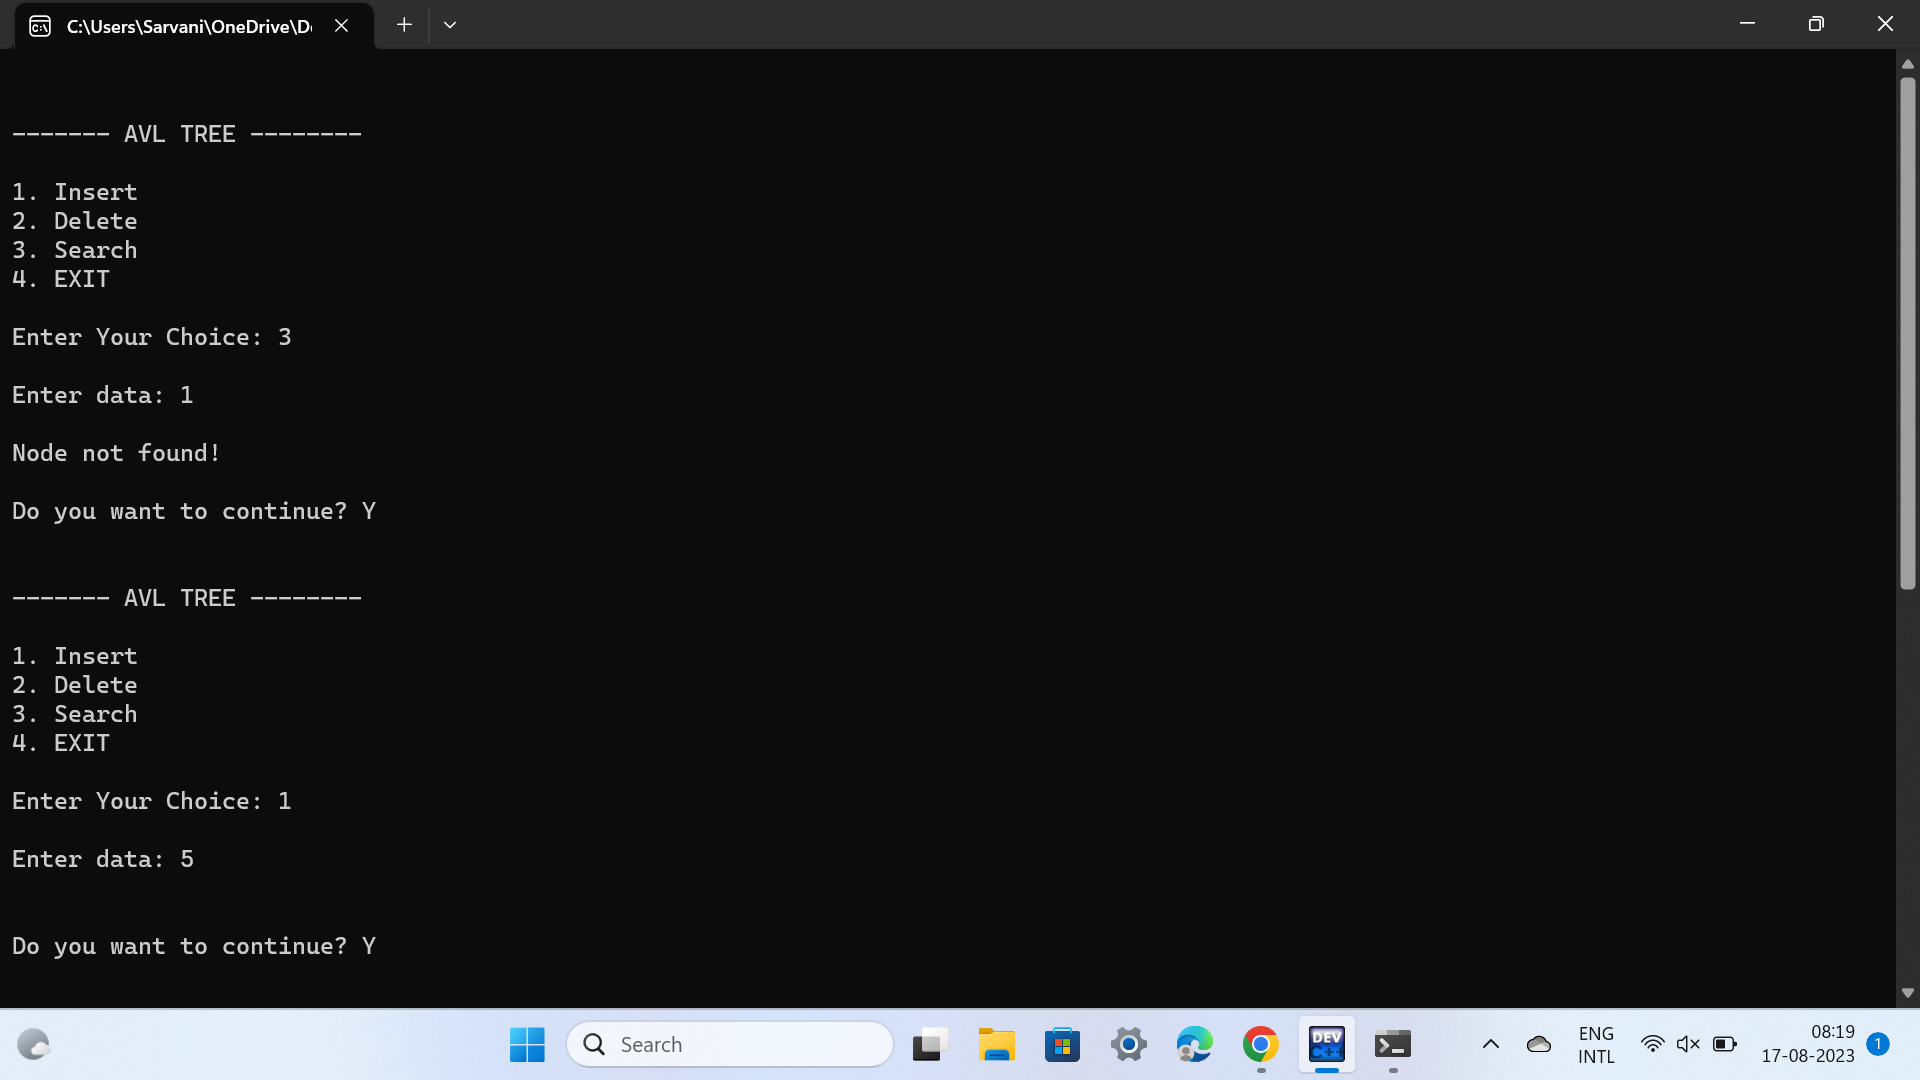 C:\Users\Sarvani\OneDrive\D
------- AVL TREE --------
1. Insert
2. Delete
3. Search
4. EXIT
Enter Your Choice: 3
Enter data: 1
Node not found!
Do you want to continue? Y
------- AVL TREE --------
1. Insert
2. Delete
3. Search
4. EXIT
Enter Your Choice: 1
Enter data: 5
Do you want to continue? Y
Search
DEV
C++
ENG
INTL
08:19
17-08-2023
1